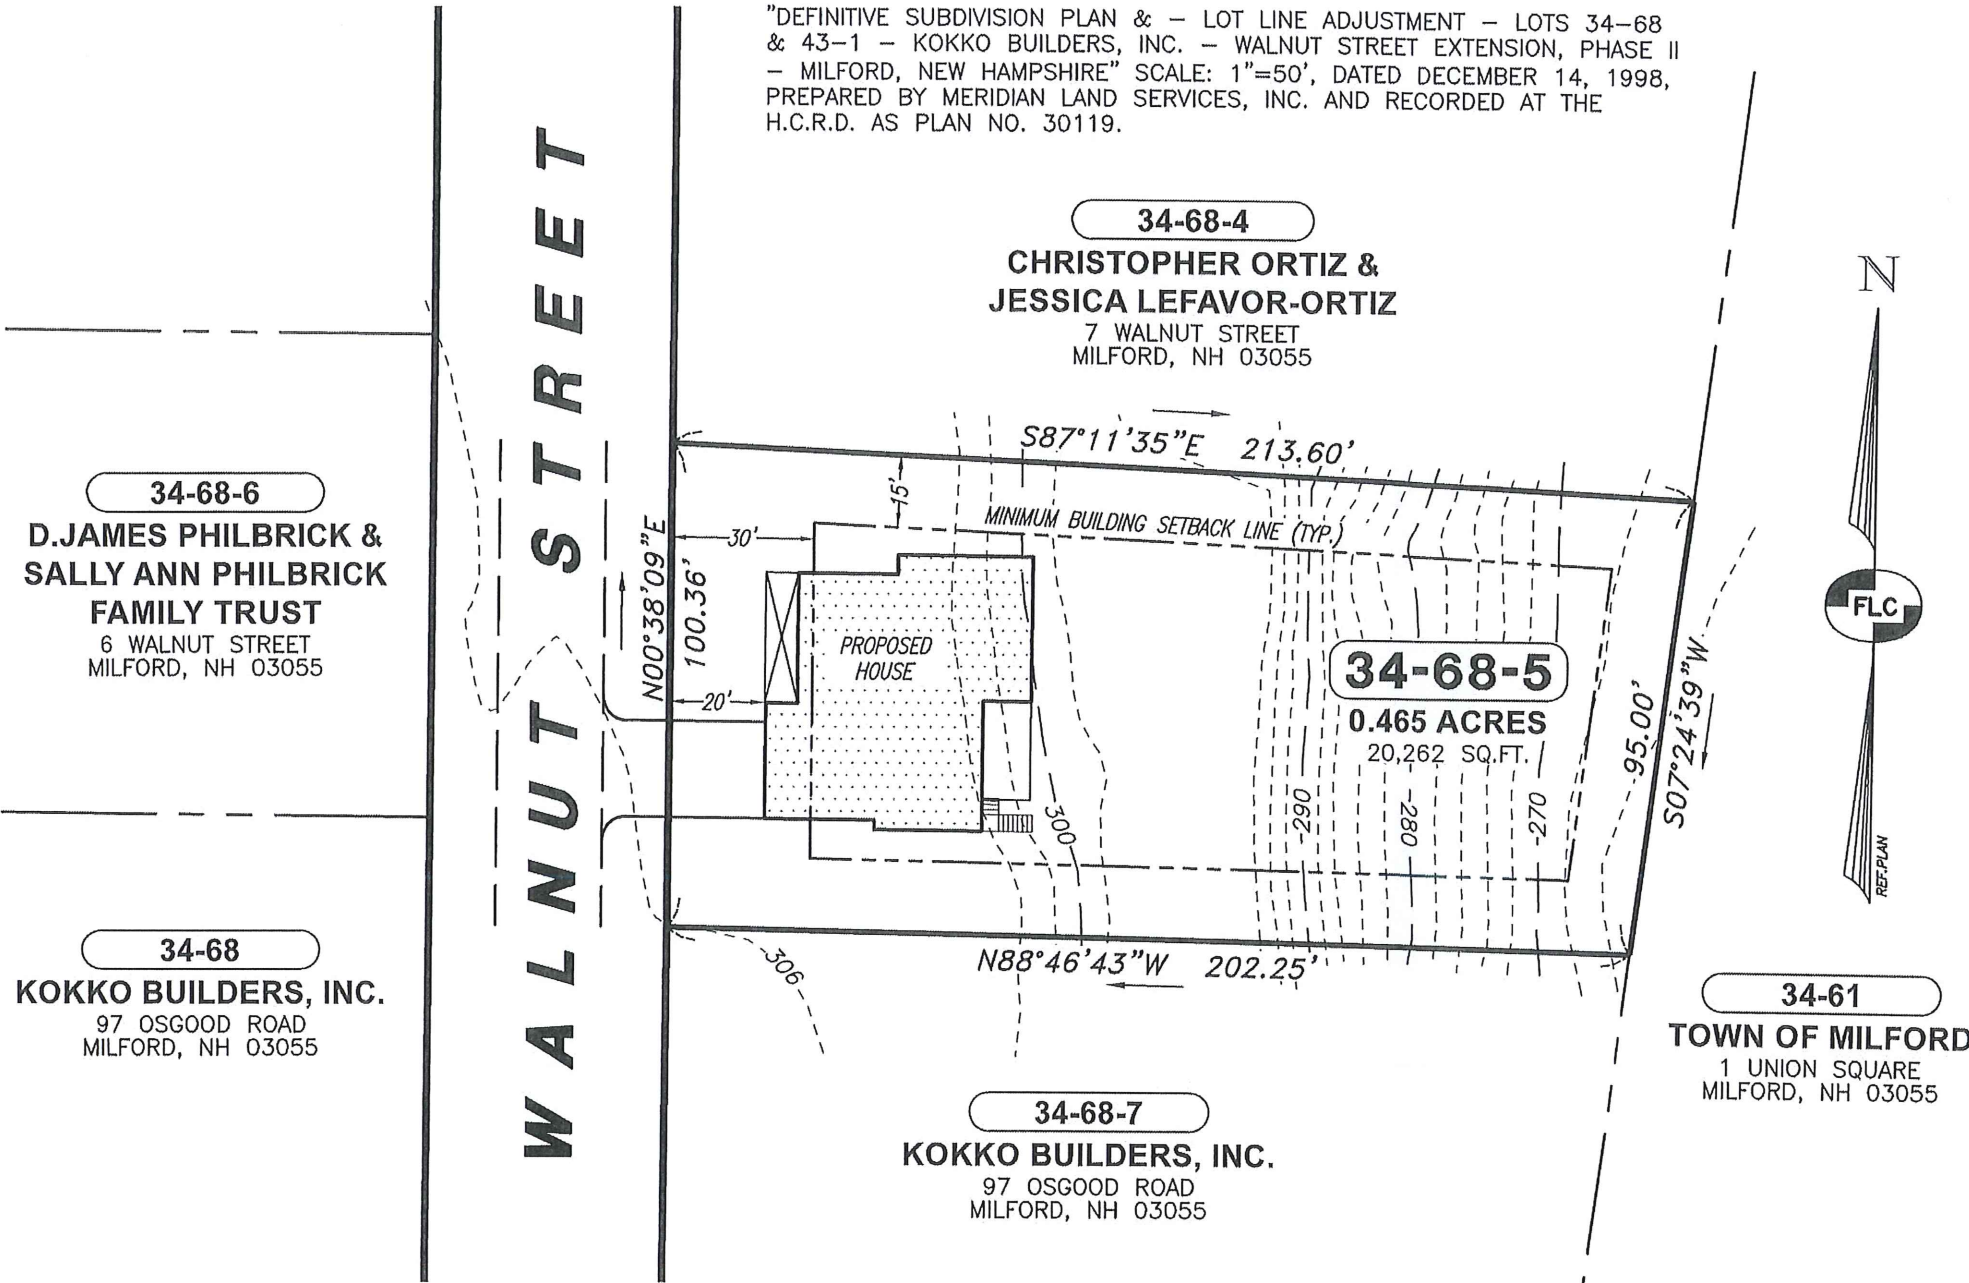 "DEFINITIVE SUBDIVISION PLAN & – LOT LINE ADJUSTMENT – LOTS 34–68
& 43–1 – KOKKO BUILDERS, INC. – WALNUT STREET EXTENSION, PHASE II
– MILFORD, NEW HAMPSHIRE" SCALE: 1"=50', DATED DECEMBER 14, 1998,
PREPARED BY MERIDIAN LAND SERVICES, INC. AND RECORDED AT THE
H.C.R.D. AS PLAN NO. 30119.
WALNUT STREET
34-68-4
CHRISTOPHER ORTIZ &
JESSICA LEFAVOR-ORTIZ
7 WALNUT STREET
MILFORD, NH 03055
N
FLC
REF.PLAN
34-68-6
D.JAMES PHILBRICK &
SALLY ANN PHILBRICK
FAMILY TRUST
6 WALNUT STREET
MILFORD, NH 03055
S87°11'35"E 213.60'
15'
30'
MINIMUM BUILDING SETBACK LINE (TYP.)
N00°38'09"E
100.36'
PROPOSED
HOUSE
20'
34-68-5
0.465 ACRES
20,262 SQ.FT.
95.00'
S07°24'39"W
300
290
280
270
306
N88°46'43"W 202.25'
34-68
KOKKO BUILDERS, INC.
97 OSGOOD ROAD
MILFORD, NH 03055
34-61
TOWN OF MILFORD
1 UNION SQUARE
MILFORD, NH 03055
34-68-7
KOKKO BUILDERS, INC.
97 OSGOOD ROAD
MILFORD, NH 03055